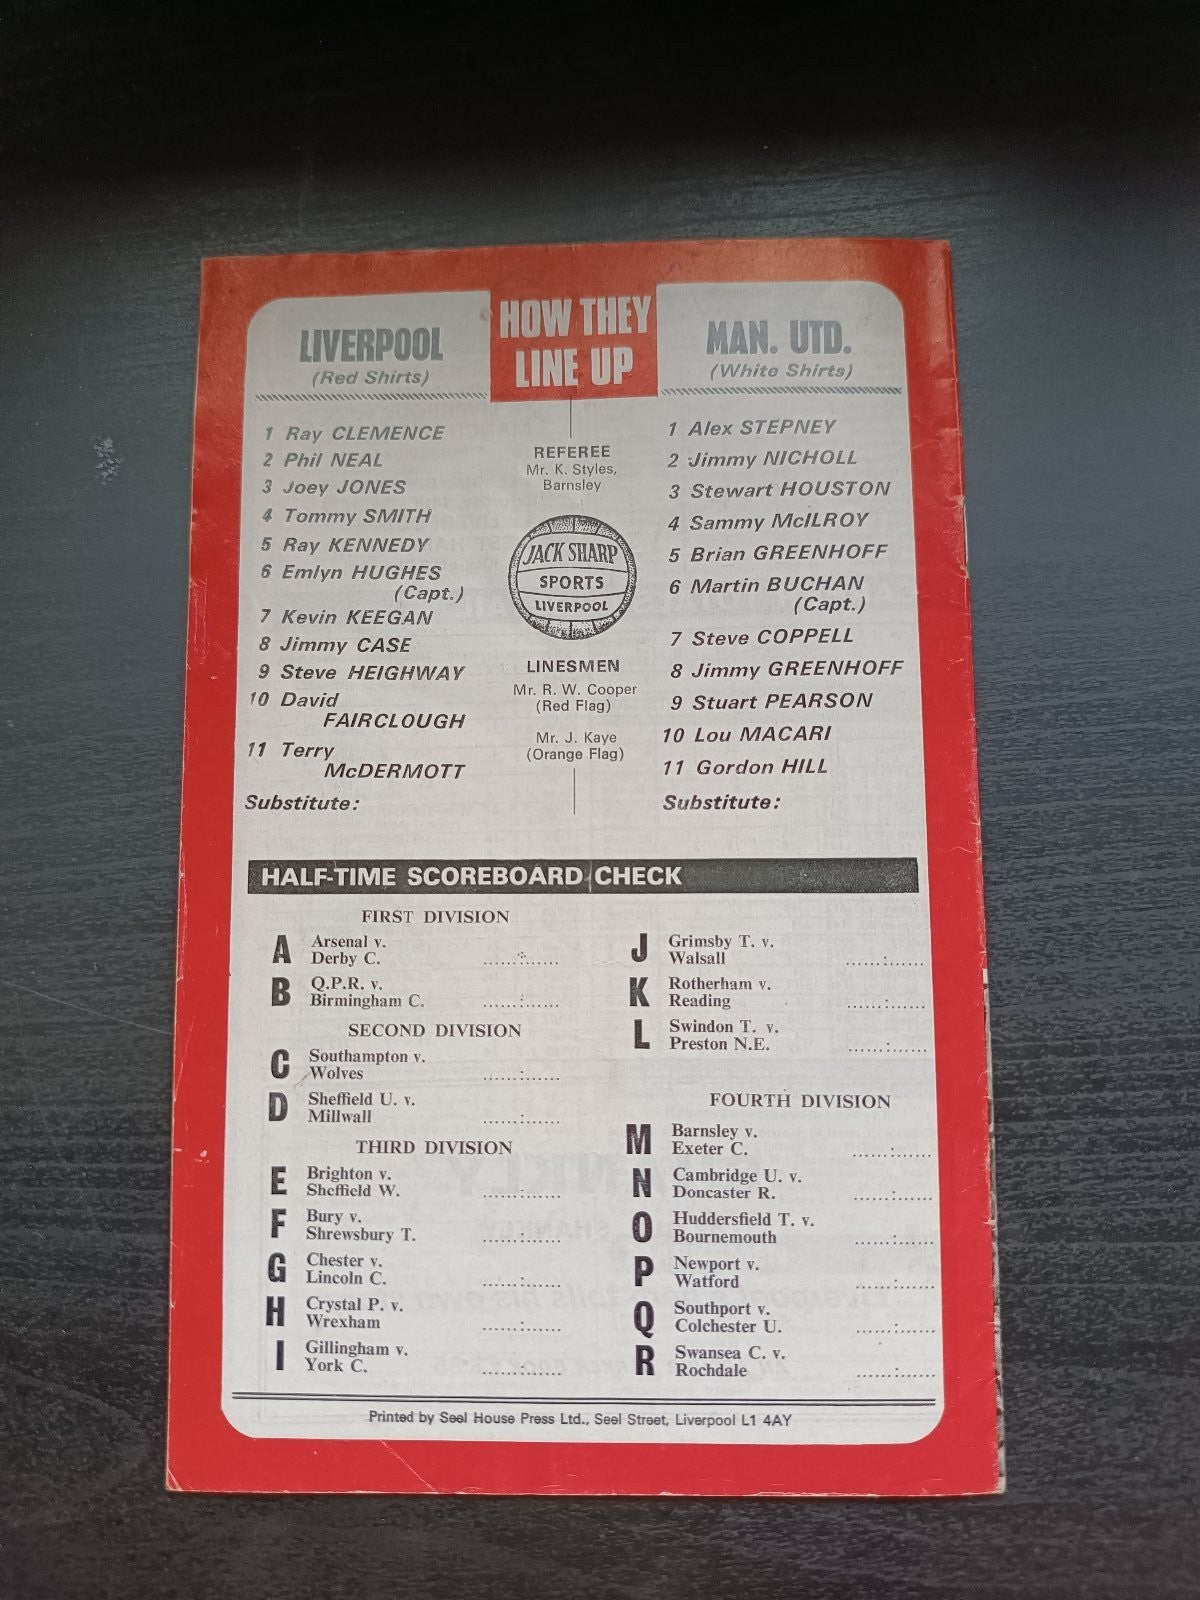 HOW THEY
LINE UP
LIVERPOOL
(Red Shirts)
1 Ray CLEMENCE
2 Phil NEAL
3 Joey JONES
4 Tommy SMITH
5 Ray KENNEDY
6 Emlyn HUGHES
(Capt.)
7 Kevin KEEGAN
8 Jimmy CASE
9 Steve HEIGHWAY
10 David
FAIRCLOUGH
11 Terry
McDERMOTT
Substitute:
REFEREE
Mr. K. Styles,
Barnsley
JACK SHARP
SPORTS
LIVERPOOL
LINESMEN
Mr. R. W. Cooper
(Red Flag)
Mr. J. Kaye
(Orange Flag)
MAN. UTD.
(White Shirts)
1 Alex STEPNEY
2 Jimmy NICHOLL
3 Stewart HOUSTON
4 Sammy McILROY
5 Brian GREENHOFF
6 Martin BUCHAN
(Capt.)
7 Steve COPPELL
8 Jimmy GREENHOFF
9 Stuart PEARSON
10 Lou MACARI
11 Gordon HILL
Substitute:
HALF-TIME SCOREBOARD CHECK
FIRST DIVISION
A Arsenal v.
Derby C. ......:......
B Q.P.R. v.
Birmingham C. ......:......
SECOND DIVISION
C Southampton v.
Wolves ......:......
D Sheffield U. v.
Millwall ......:......
THIRD DIVISION
E Brighton v.
Sheffield W. ......:......
F Bury v.
Shrewsbury T. ......:......
G Chester v.
Lincoln C. ......:......
H Crystal P. v.
Wrexham ......:......
I Gillingham v.
York C. ......:......
J Grimsby T. v.
Walsall ......:......
K Rotherham v.
Reading ......:......
L Swindon T. v.
Preston N.E. ......:......
FOURTH DIVISION
M Barnsley v.
Exeter C. ......:......
N Cambridge U. v.
Doncaster R. ......:......
O Huddersfield T. v.
Bournemouth ......:......
P Newport v.
Watford ......:......
Q Southport v.
Colchester U. ......:......
R Swansea C. v.
Rochdale ......:......
Printed by Seel House Press Ltd., Seel Street, Liverpool L1 4AY